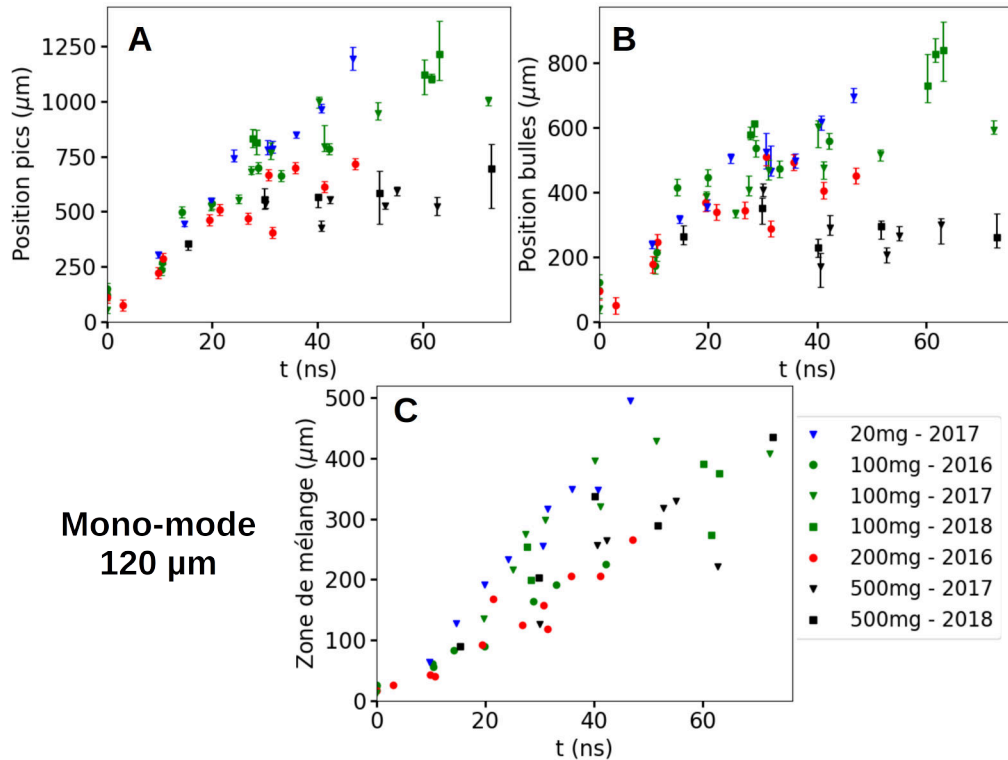 A
Position pics (μm)
1250
1000
750
500
250
0
0 20 40 60
t (ns)
B
Position bulles (μm)
800
600
400
200
0
0 20 40 60
t (ns)
C
Zone de mélange (μm)
500
400
300
200
100
0
0 20 40 60
t (ns)
Mono-mode
120 μm
20mg - 2017
100mg - 2016
100mg - 2017
100mg - 2018
200mg - 2016
500mg - 2017
500mg - 2018